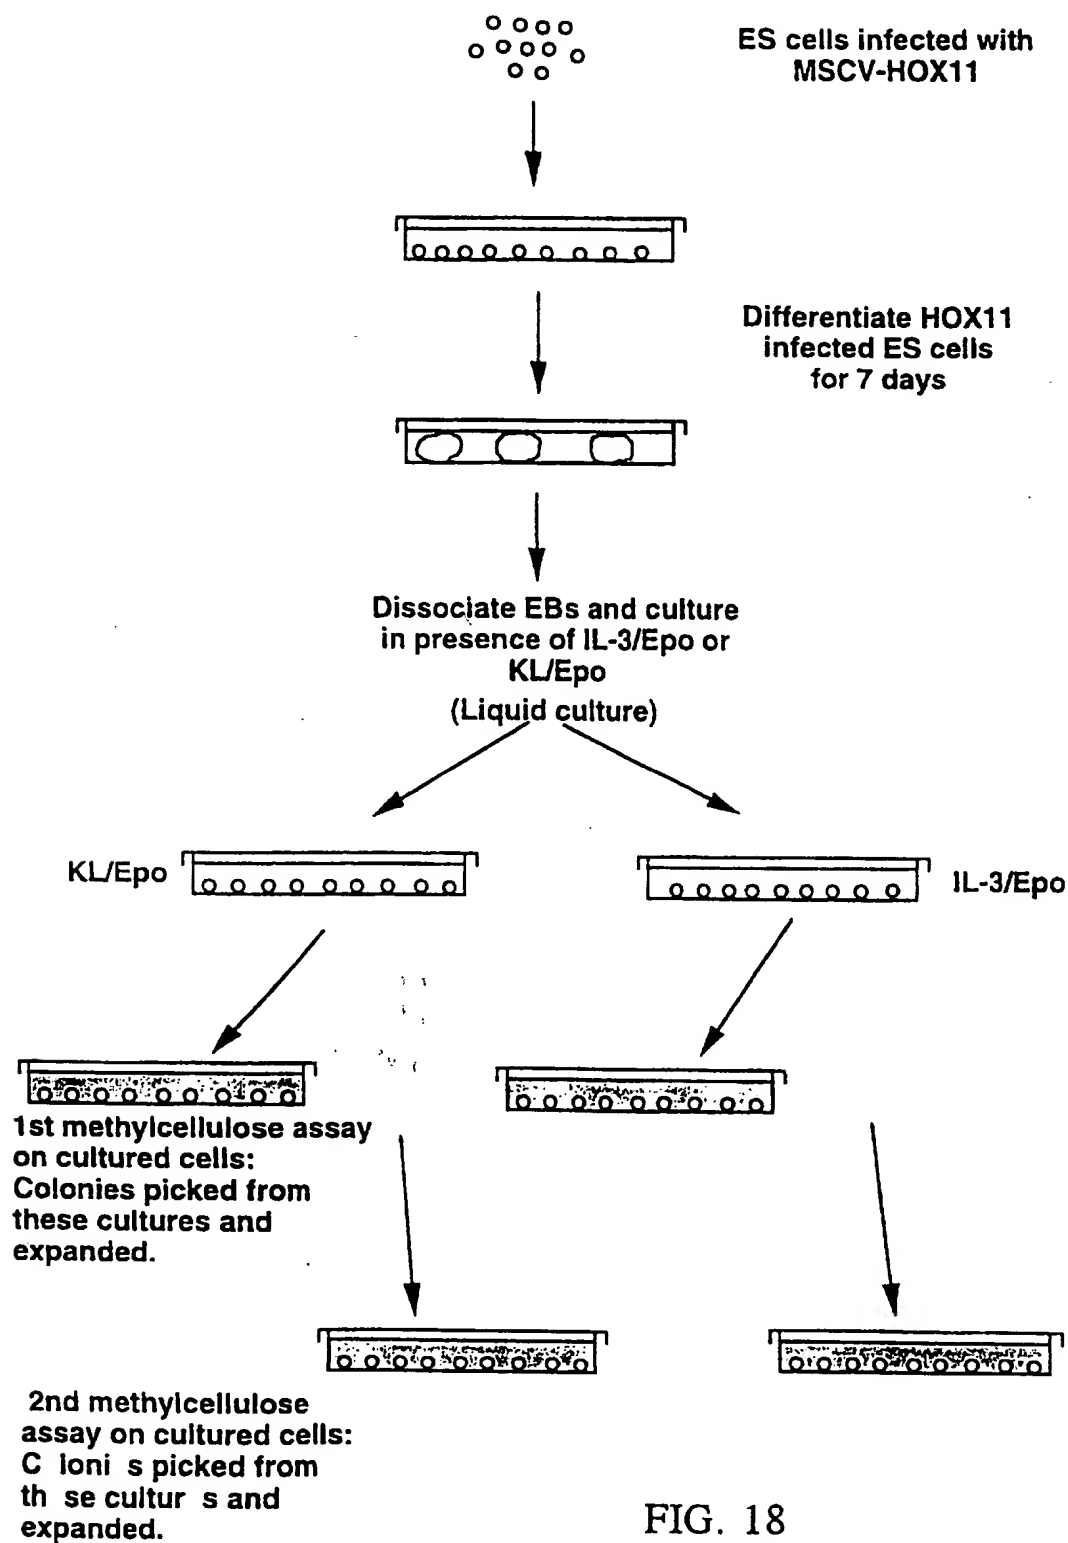 ES cells infected with
MSCV-HOX11
Differentiate HOX11
infected ES cells
for 7 days
Dissociate EBs and culture
in presence of IL-3/Epo or
KL/Epo
(Liquid culture)
KL/Epo
IL-3/Epo
1st methylcellulose assay
on cultured cells:
Colonies picked from
these cultures and
expanded.
2nd methylcellulose
assay on cultured cells:
C loni s picked from
th se cultur s and
expanded.
FIG. 18